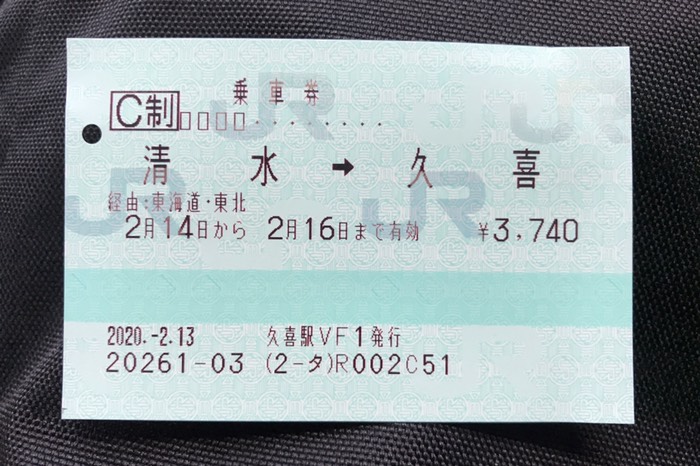 乗車券
C制 □□□□・・・・・・・・・
清水 → 久喜
経由:東海道・東北
2月14日から 2月16日まで有効 ¥3,740
2020.-2.13 久喜駅VF1発行
20261-03 (2-タ)R002C51